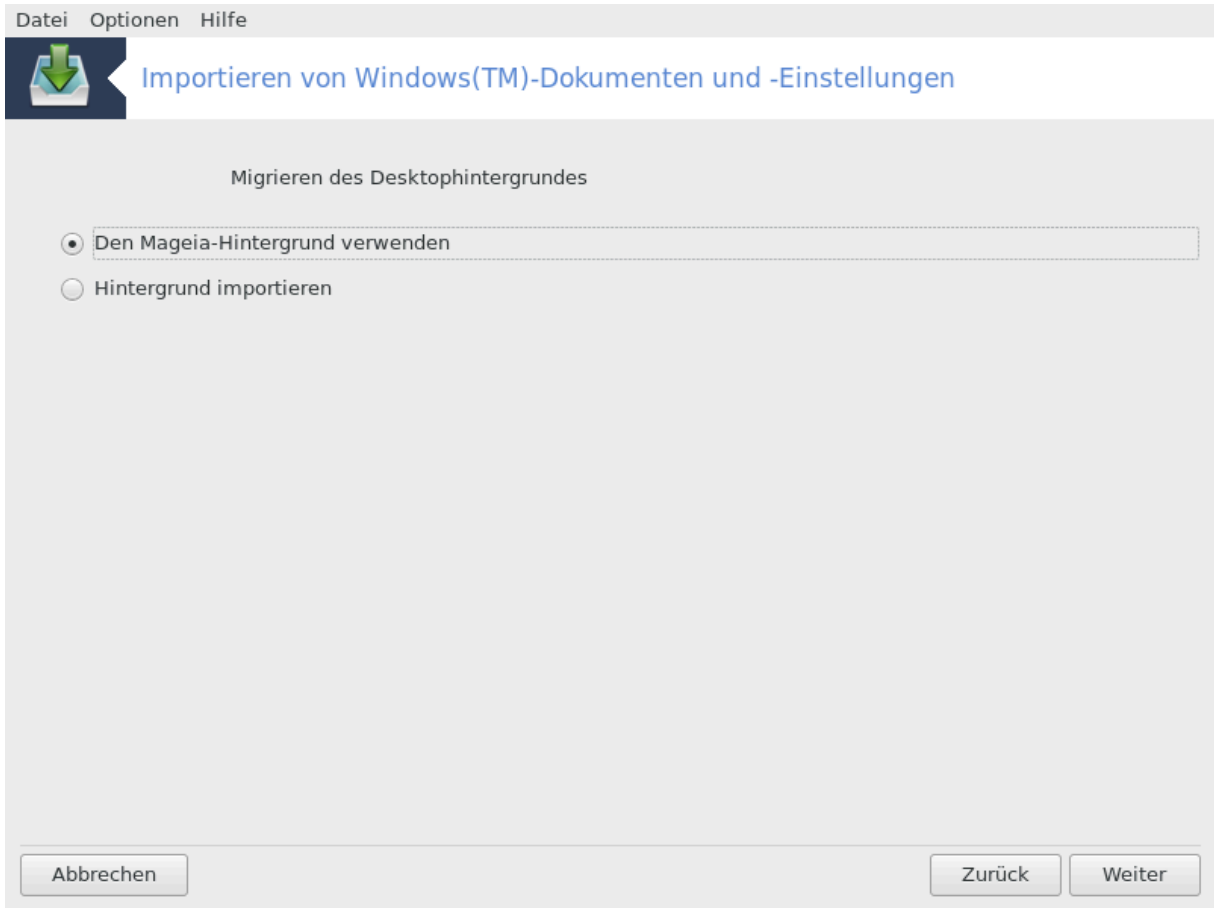 Datei Optionen Hilfe
Importieren von Windows(TM)-Dokumenten und -Einstellungen
Migrieren des Desktophintergrundes
Den Mageia-Hintergrund verwenden
Hintergrund importieren
Abbrechen Zurück Weiter